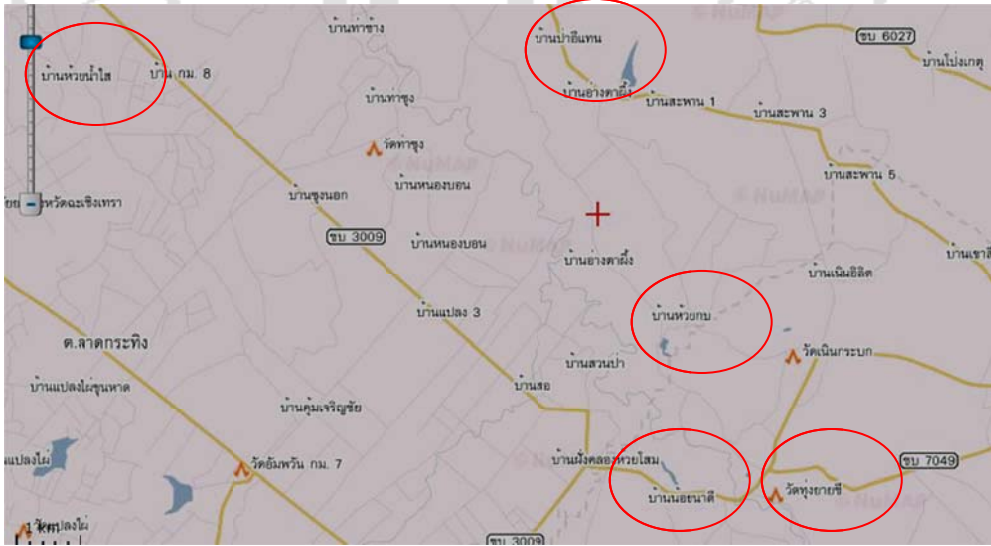 บ้านท่าช้าง
บ้านป่าอีแทน
ชบ 6027
บ้านโป่งเกตุ
บ้านห้วยน้ำใส
บ้าน กม. 8
บ้านท่าชุง
บ้านอ่างตาผึ้ง
บ้านสะพาน 1
บ้านสะพาน 3
วัดท่าชุง
NuMAP
บ้านสะพาน 5
บ้านหนองบอน
บ้านชุงนอก
NuMAP
หวัดฉะเชิงเทรา
ชบ 3009
บ้านหนองบอน
บ้านอ่างตาผึ้ง
บ้านเนินอิลิต
บ้านแปลง 3
บ้านห้วยกบ
ต.ลาดกระทิง
วัดเนินกระบก
บ้านสวนป่า
บ้านแปลงไผ่ขุนหาด
บ้านธอ
บ้านคุ้มเจริญชัย
บ้านฝั่งคลองห้วยโสม
วัดอัมพวัน กม. 7
ชบ 7049
วัดทุ่งยายชี
บ้านน้อยนาดี
1 km
ชบ 3009